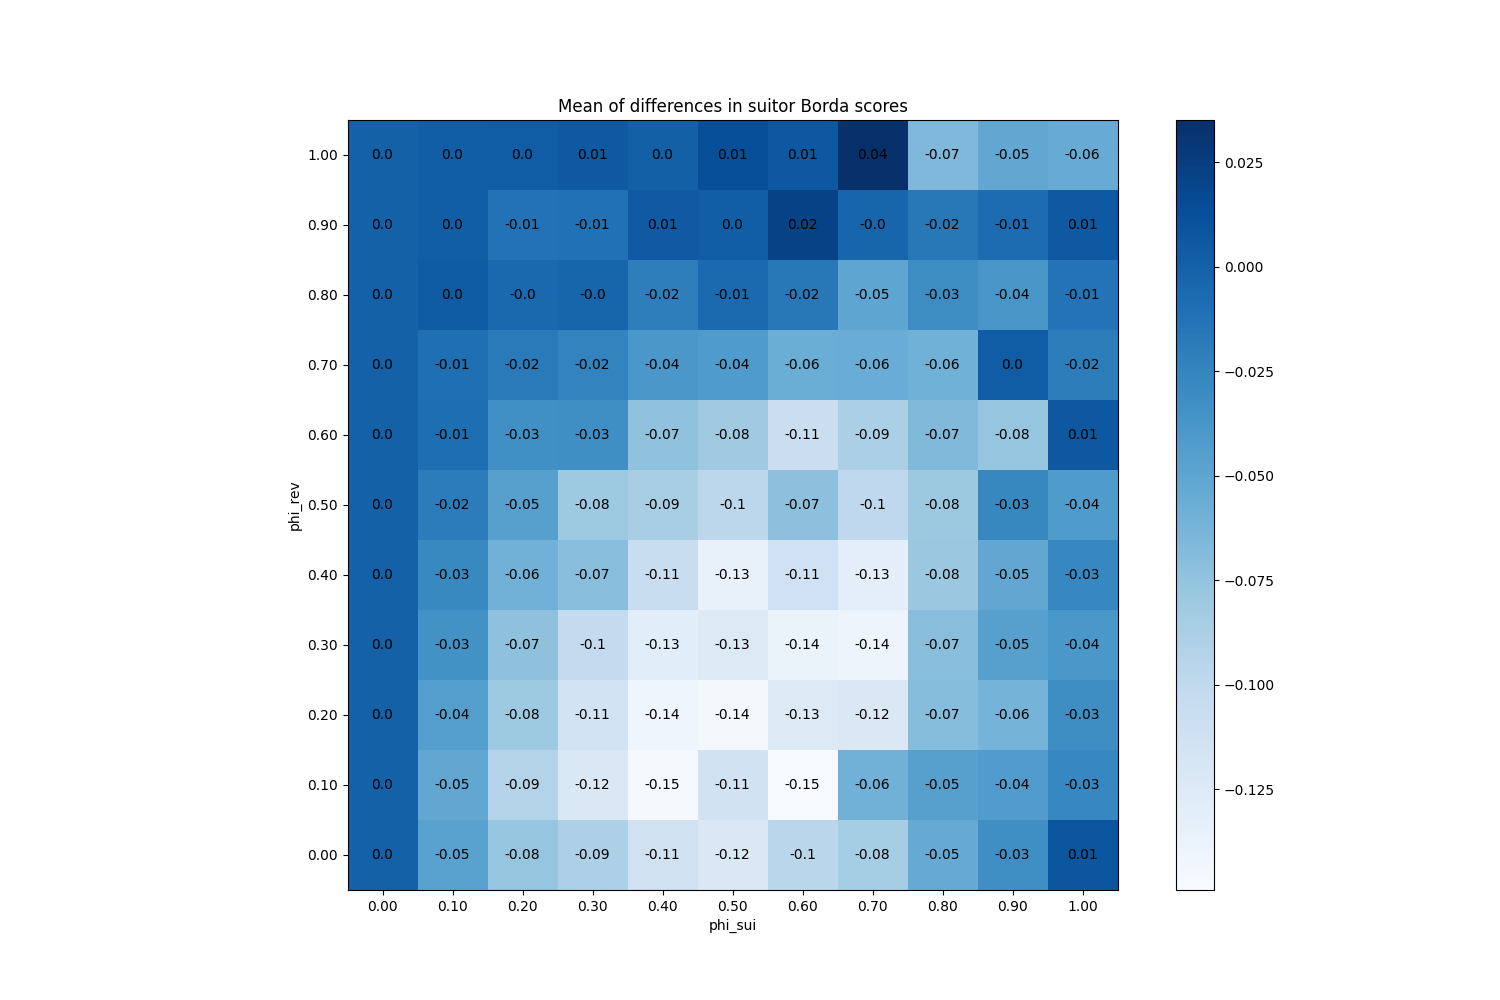 Mean of differences in suitor Borda scores
1.00 0.0 0.0 0.0 0.01 0.0 0.01 0.01 0.04 -0.07 -0.05 -0.06
0.90 0.0 0.0 -0.01 -0.01 0.01 0.0 0.02 -0.0 -0.02 -0.01 0.01
0.80 0.0 0.0 -0.0 -0.0 -0.02 -0.01 -0.02 -0.05 -0.03 -0.04 -0.01
0.70 0.0 -0.01 -0.02 -0.02 -0.04 -0.04 -0.06 -0.06 -0.06 0.0 -0.02
0.60 0.0 -0.01 -0.03 -0.03 -0.07 -0.08 -0.11 -0.09 -0.07 -0.08 0.01
0.50 0.0 -0.02 -0.05 -0.08 -0.09 -0.1 -0.07 -0.1 -0.08 -0.03 -0.04
0.40 0.0 -0.03 -0.06 -0.07 -0.11 -0.13 -0.11 -0.13 -0.08 -0.05 -0.03
0.30 0.0 -0.03 -0.07 -0.1 -0.13 -0.13 -0.14 -0.14 -0.07 -0.05 -0.04
0.20 0.0 -0.04 -0.08 -0.11 -0.14 -0.14 -0.13 -0.12 -0.07 -0.06 -0.03
0.10 0.0 -0.05 -0.09 -0.12 -0.15 -0.11 -0.15 -0.06 -0.05 -0.04 -0.03
0.00 0.0 -0.05 -0.08 -0.09 -0.11 -0.12 -0.1 -0.08 -0.05 -0.03 0.01
0.00 0.10 0.20 0.30 0.40 0.50 0.60 0.70 0.80 0.90 1.00
phi_sui
phi_rev
0.025
0.000
−0.025
−0.050
−0.075
−0.100
−0.125